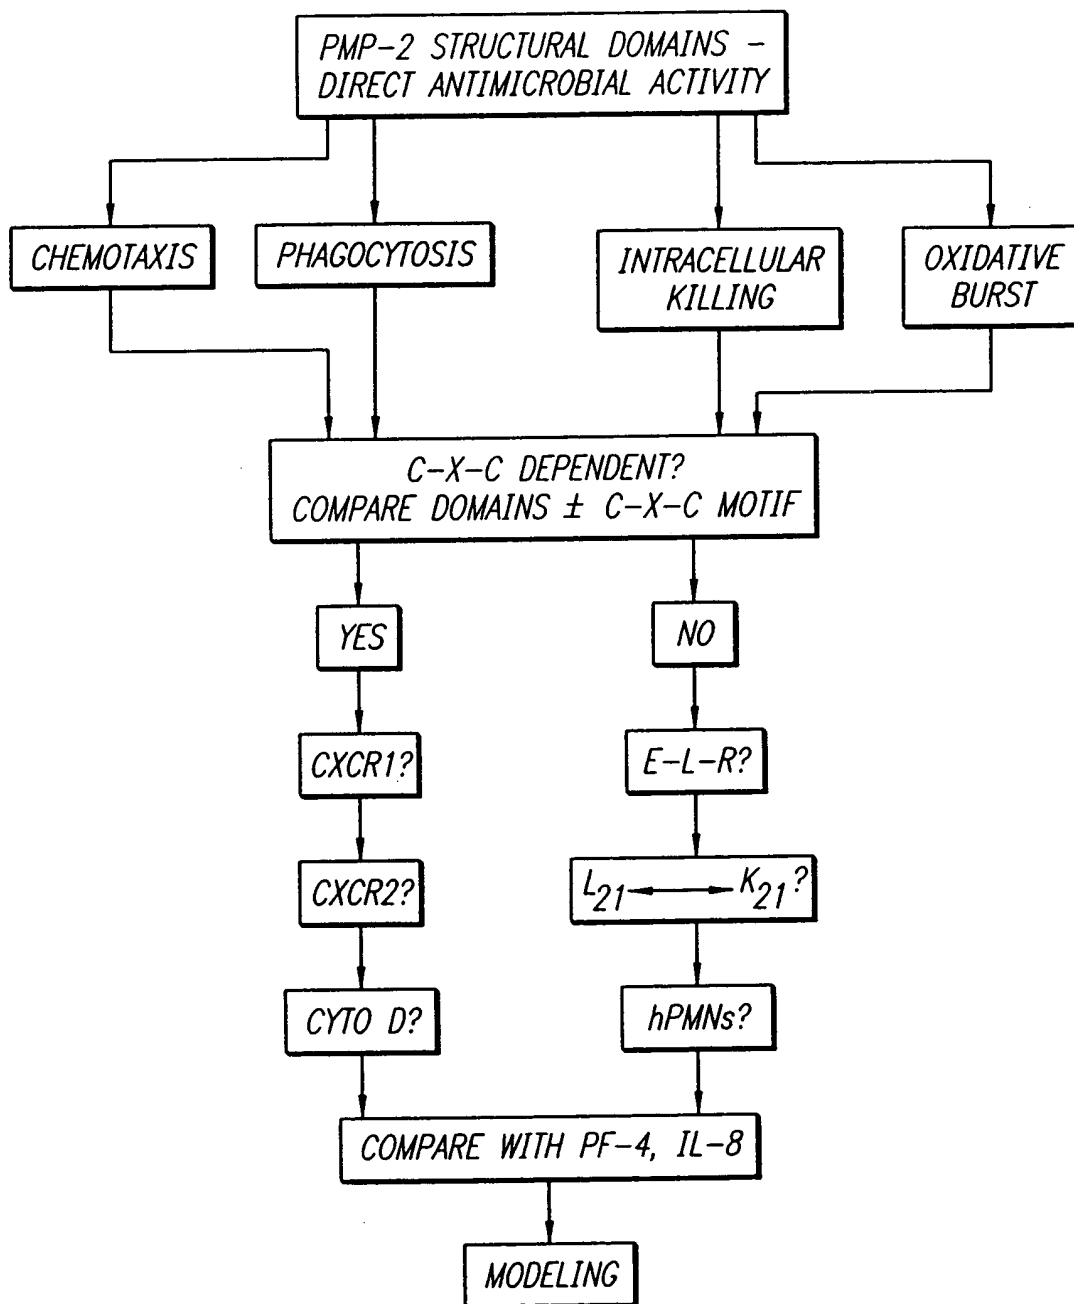 PMP-2 STRUCTURAL DOMAINS -
DIRECT ANTIMICROBIAL ACTIVITY
CHEMOTAXIS
PHAGOCYTOSIS
INTRACELLULAR
KILLING
OXIDATIVE
BURST
C-X-C DEPENDENT?
COMPARE DOMAINS ± C-X-C MOTIF
YES
NO
CXCR1?
E-L-R?
CXCR2?
L21 K21?
CYTO D?
hPMNs?
COMPARE WITH PF-4, IL-8
MODELING